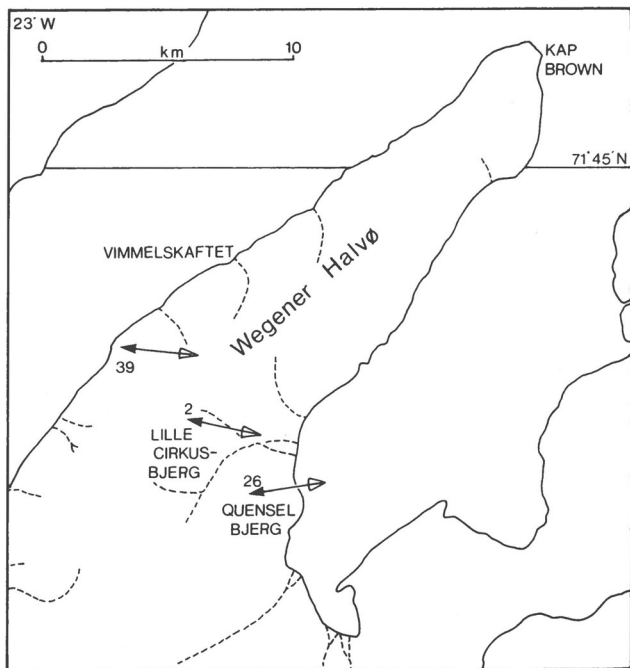 23° W
0 10
km
KAP
BROWN
71°45'N
VIMMELSKAFTET
Wegener Halvø
39
2
LILLE
CIRKUS-
BJERG
26
QUENSEL
BJERG